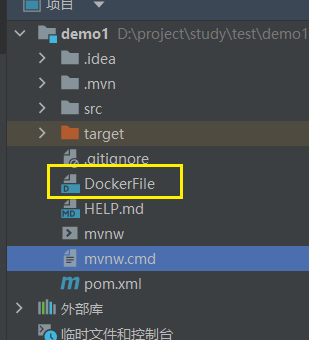 项目
demo1 D:\project\study\test\demo1
.idea
.mvn
src
target
.gitignore
DockerFile
HELP.md
mvnw
mvnw.cmd
pom.xml
外部库
临时文件和控制台